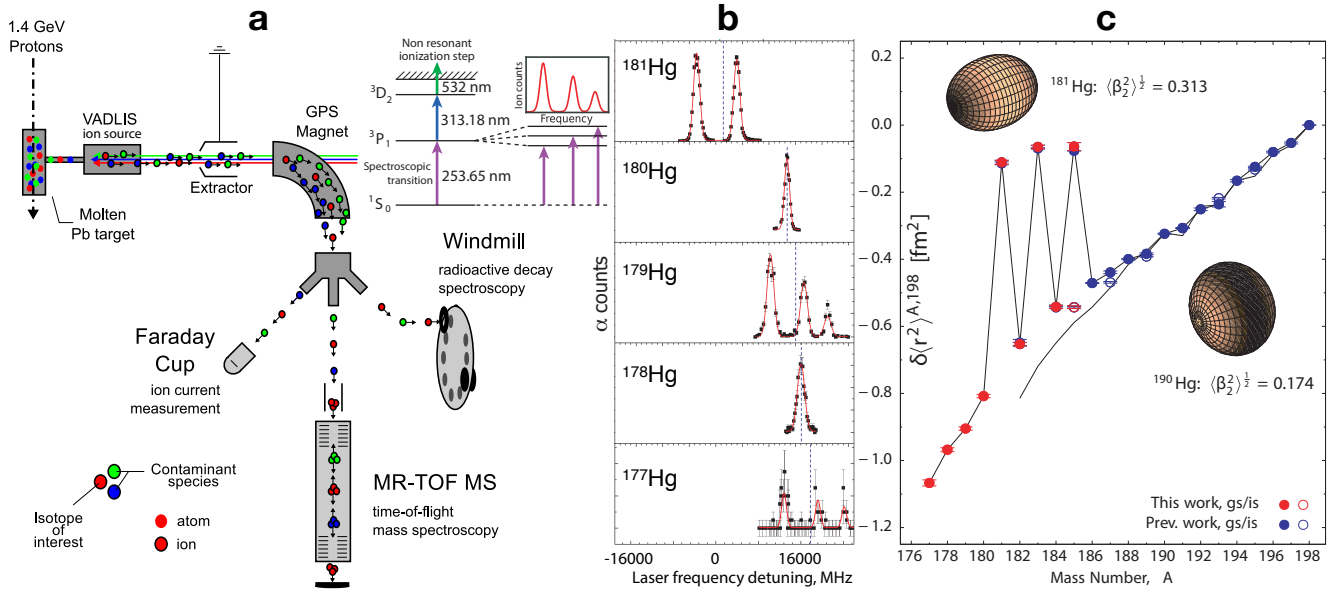 a
1.4 GeV
Protons
VADLIS
ion source
Extractor
GPS
Magnet
Molten
Pb target
Non resonant
ionization step
³D₂
532 nm
313.18 nm
³P₁
Spectroscopic
transition
253.65 nm
¹S₀
Ion counts
Frequency
Windmill
radioactive decay
spectroscopy
Faraday
Cup
ion current
measurement
MR-TOF MS
time-of-flight
mass spectroscopy
Contaminant
species
Isotope
of
interest
atom
ion
b
¹⁸¹Hg
¹⁸⁰Hg
¹⁷⁹Hg
¹⁷⁸Hg
¹⁷⁷Hg
α counts
-16000 0 16000
Laser frequency detuning, MHz
c
0.2
0.0
−0.2
−0.4
−0.6
−0.8
−1.0
−1.2
δ⟨r²⟩ᴬ,¹⁹⁸ [fm²]
¹⁸¹Hg: ⟨β₂²⟩^½ = 0.313
¹⁹⁰Hg: ⟨β₂²⟩^½ = 0.174
This work, gs/is
Prev. work, gs/is
176 178 180 182 184 186 188 190 192 194 196 198
Mass Number, A